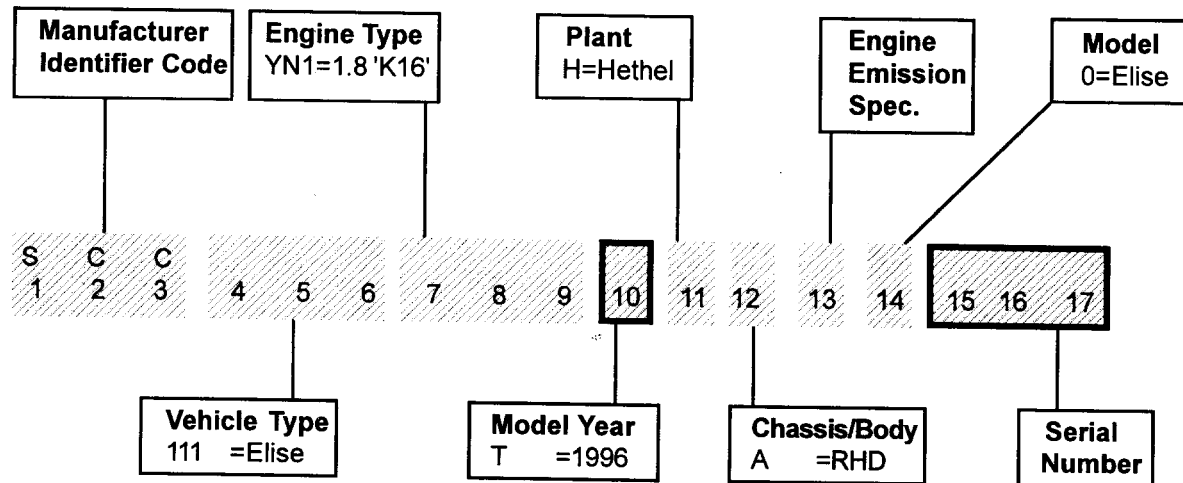 Manufacturer
Identifier Code
Engine Type
YN1=1.8 'K16'
Plant
H=Hethel
Engine
Emission
Spec.
Model
0=Elise
S C C
1 2 3 4 5 6 7 8 9 10 11 12 13 14 15 16 17
Vehicle Type
111 =Elise
Model Year
T =1996
Chassis/Body
A =RHD
Serial
Number